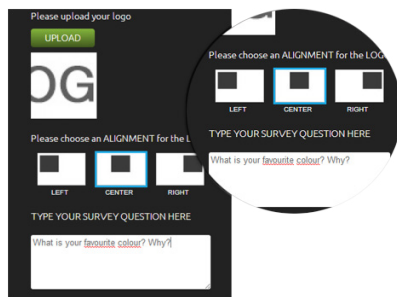 Please upload your logo
UPLOAD
OG
Please choose an ALIGNMENT for the L
LEFT
CENTER
RIGHT
TYPE YOUR SURVEY QUESTION HERE
What is your favourite colour? Why?
Please choose an ALIGNMENT for the LOG
LEFT
CENTER
RIGHT
TYPE YOUR SURVEY QUESTION HERE
What is your favourite colour? Why?